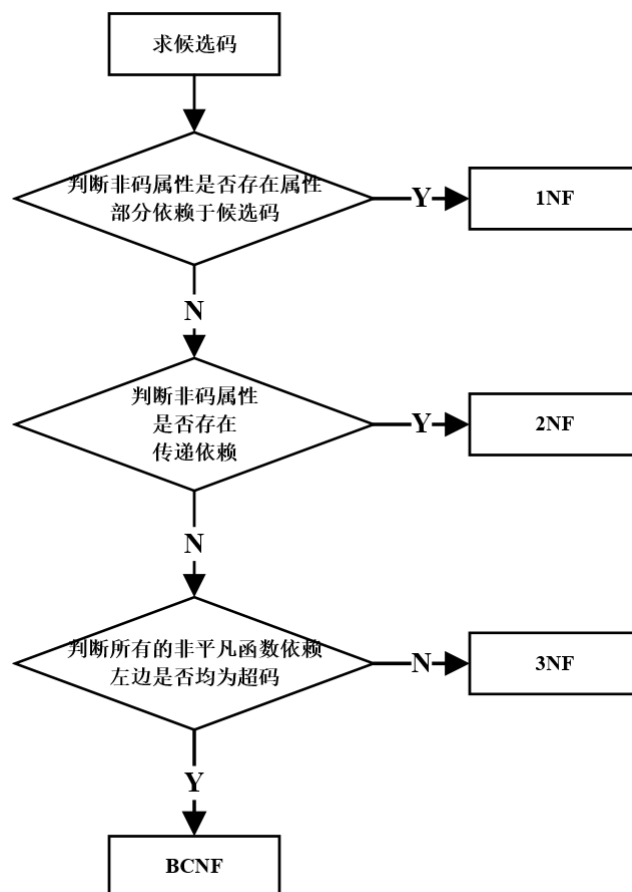 求候选码
判断非码属性是否存在属性
部分依赖于候选码
Y
1NF
N
判断非码属性
是否存在
传递依赖
Y
2NF
N
判断所有的非平凡函数依赖
左边是否均为超码
N
3NF
Y
BCNF